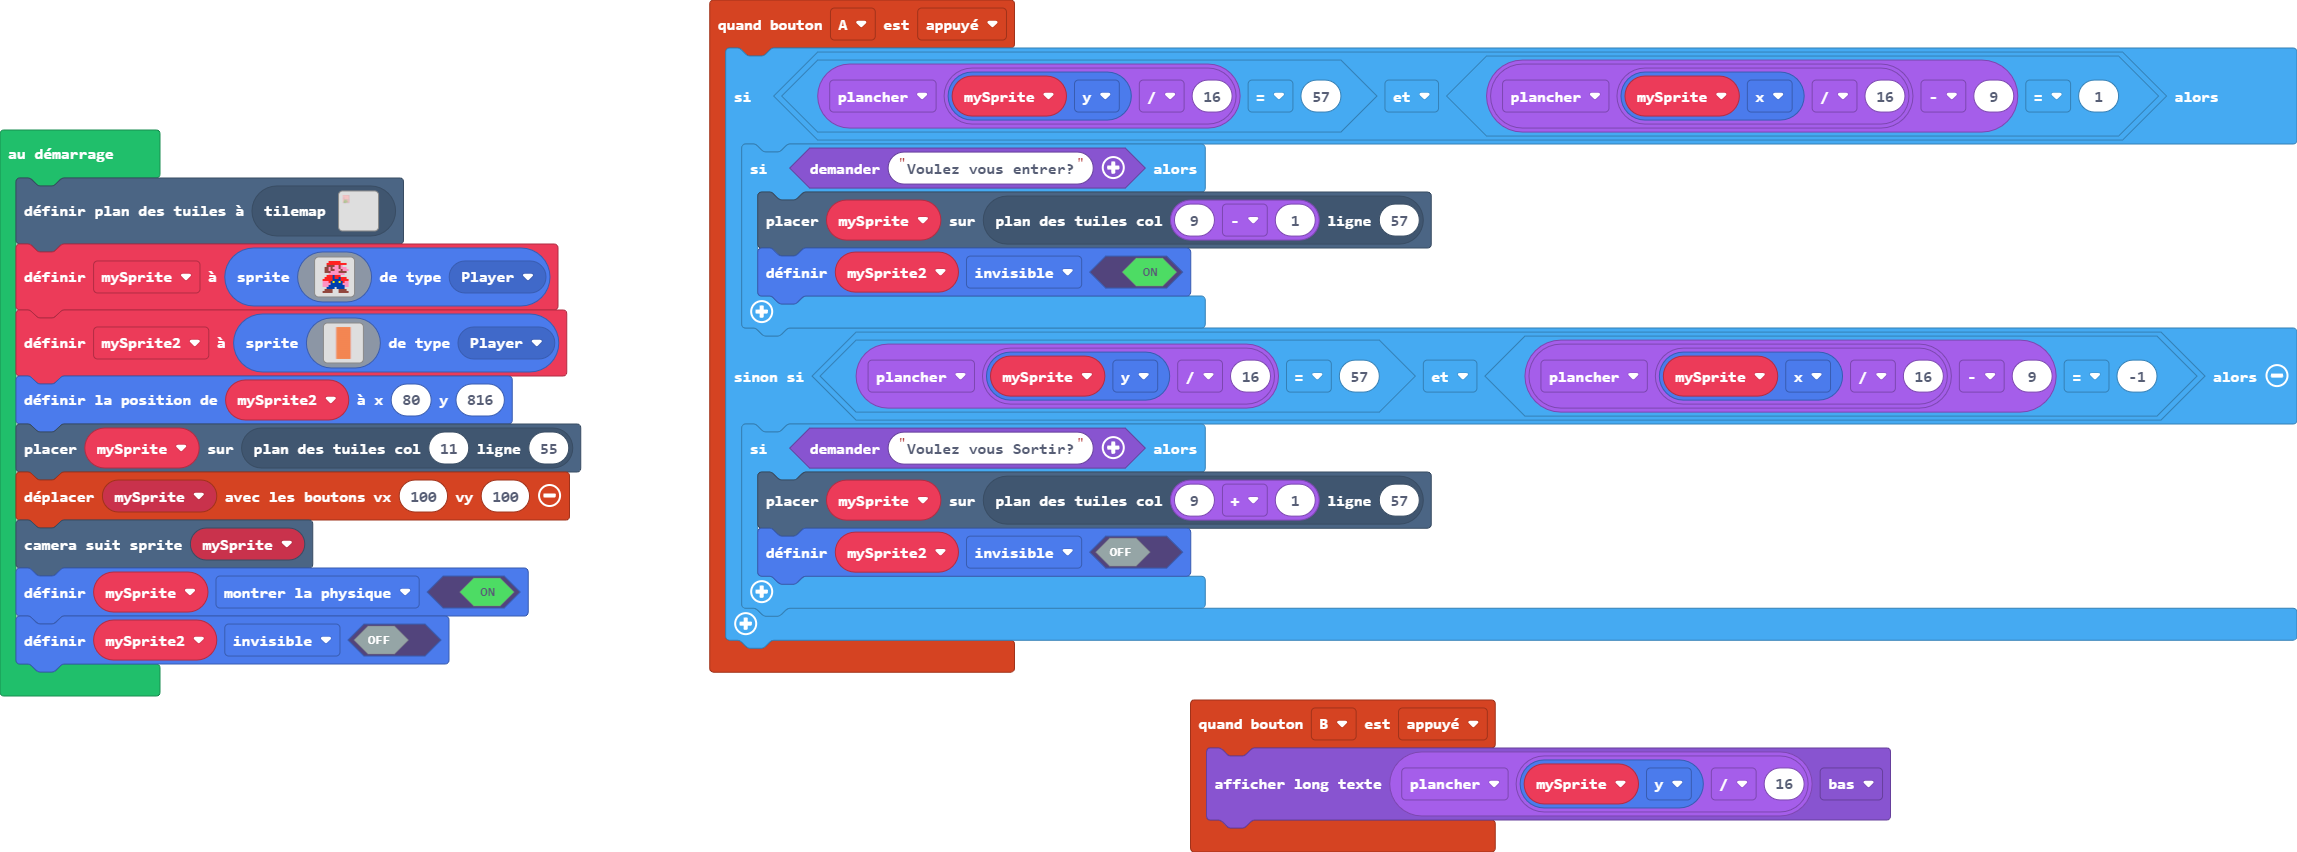 au démarrage
définir plan des tuiles à tilemap
définir mySprite à sprite de type Player
définir mySprite2 à sprite de type Player
définir la position de mySprite2 à x 80 y 816
placer mySprite sur plan des tuiles col 11 ligne 55
déplacer mySprite avec les boutons vx 100 vy 100
camera suit sprite mySprite
définir mySprite montrer la physique ON
définir mySprite2 invisible OFF
quand bouton A est appuyé
si plancher mySprite y / 16 = 57 et plancher mySprite x / 16 - 9 = 1 alors
si demander "Voulez vous entrer?" alors
placer mySprite sur plan des tuiles col 9 - 1 ligne 57
définir mySprite2 invisible ON
sinon si plancher mySprite y / 16 = 57 et plancher mySprite x / 16 - 9 = -1 alors
si demander "Voulez vous Sortir?" alors
placer mySprite sur plan des tuiles col 9 + 1 ligne 57
définir mySprite2 invisible OFF
quand bouton B est appuyé
afficher long texte plancher mySprite y / 16 bas